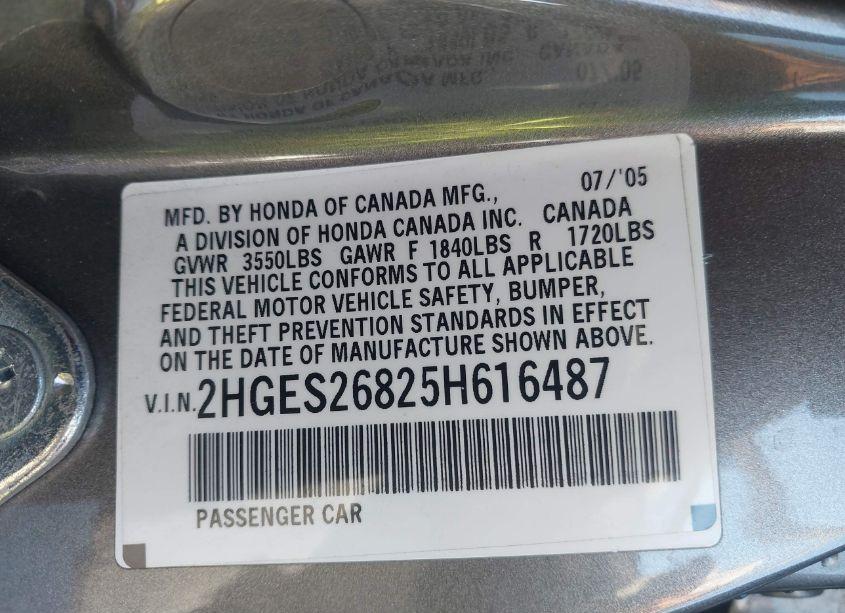 MFD. BY HONDA OF CANADA MFG., 07/'05
A DIVISION OF HONDA CANADA INC. CANADA
GVWR 3550LBS GAWR F 1840LBS R 1720LBS
THIS VEHICLE CONFORMS TO ALL APPLICABLE
FEDERAL MOTOR VEHICLE SAFETY, BUMPER,
AND THEFT PREVENTION STANDARDS IN EFFECT
ON THE DATE OF MANUFACTURE SHOWN ABOVE.
V.I.N. 2HGES26825H616487
PASSENGER CAR